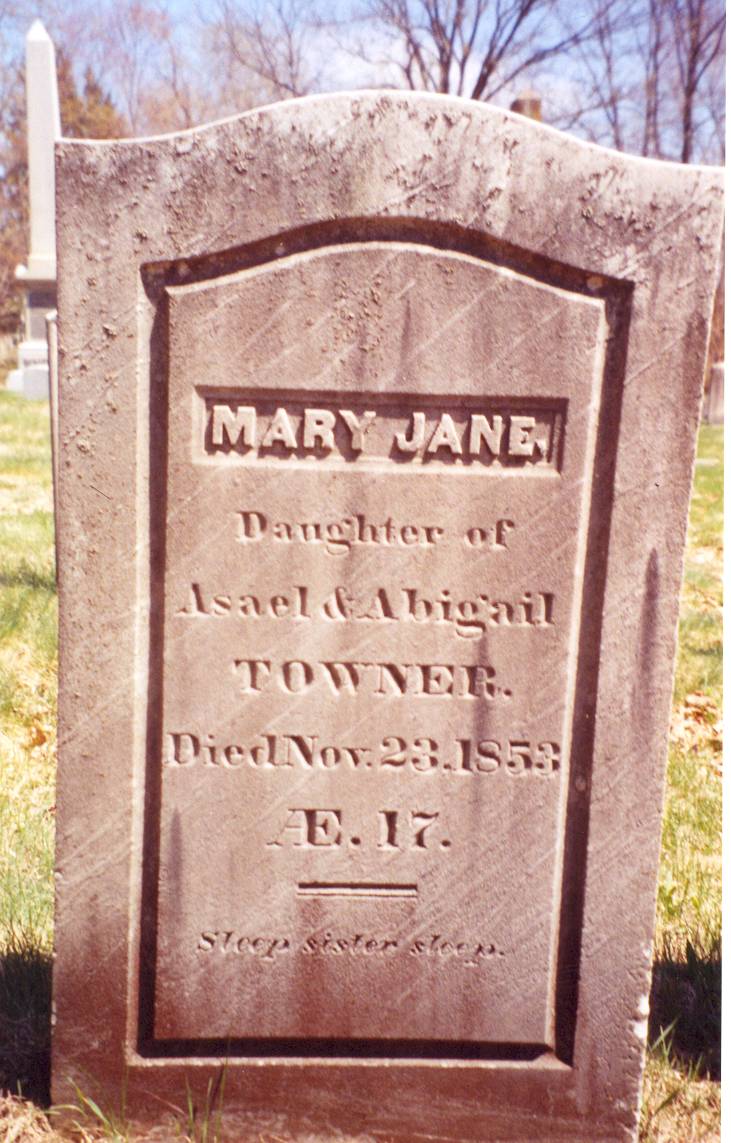 MARY JANE.
Daughter of
Asael & Abigail
TOWNER.
Died Nov. 23, 1853
Æ. 17.
Sleep sister sleep.